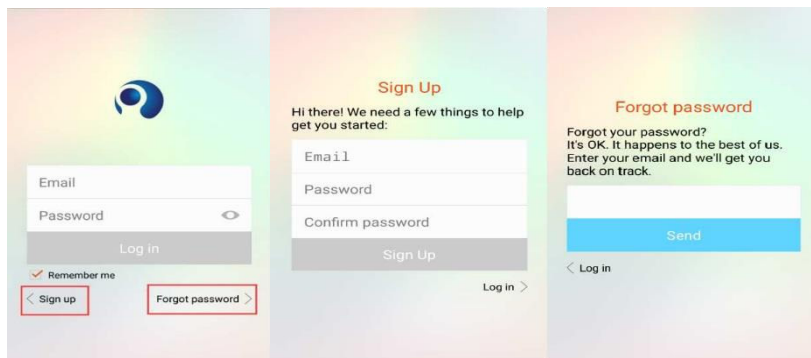 Email
Password
Log in
Remember me
Sign up
Forgot password
Sign Up
Hi there! We need a few things to help
get you started:
Email
Password
Confirm password
Sign Up
Log in
Forgot password
Forgot your password?
It's OK. It happens to the best of us.
Enter your email and we'll get you
back on track.
Send
Log in